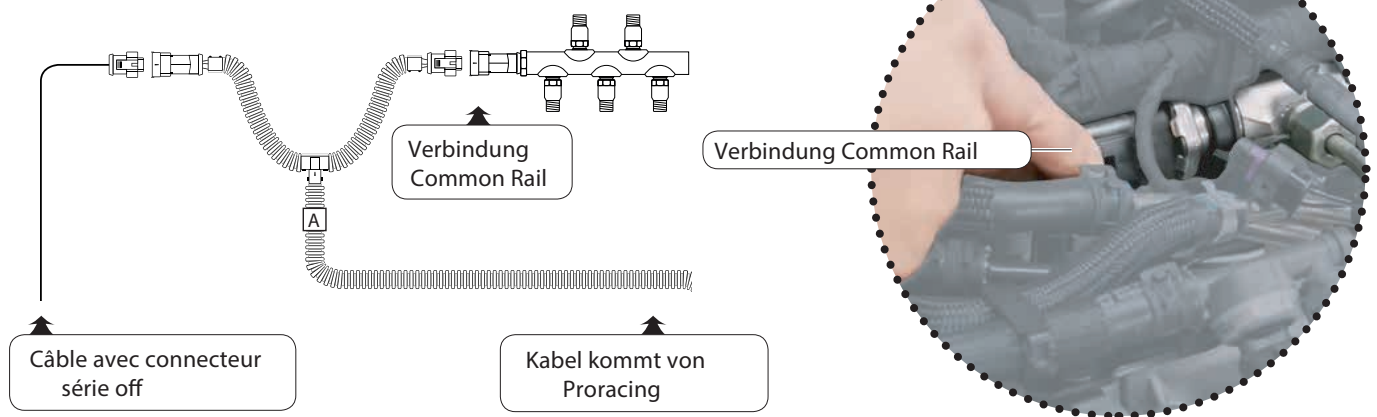 Verbindung
Common Rail
Verbindung Common Rail
A
Câble avec connecteur
série off
Kabel kommt von
Proracing